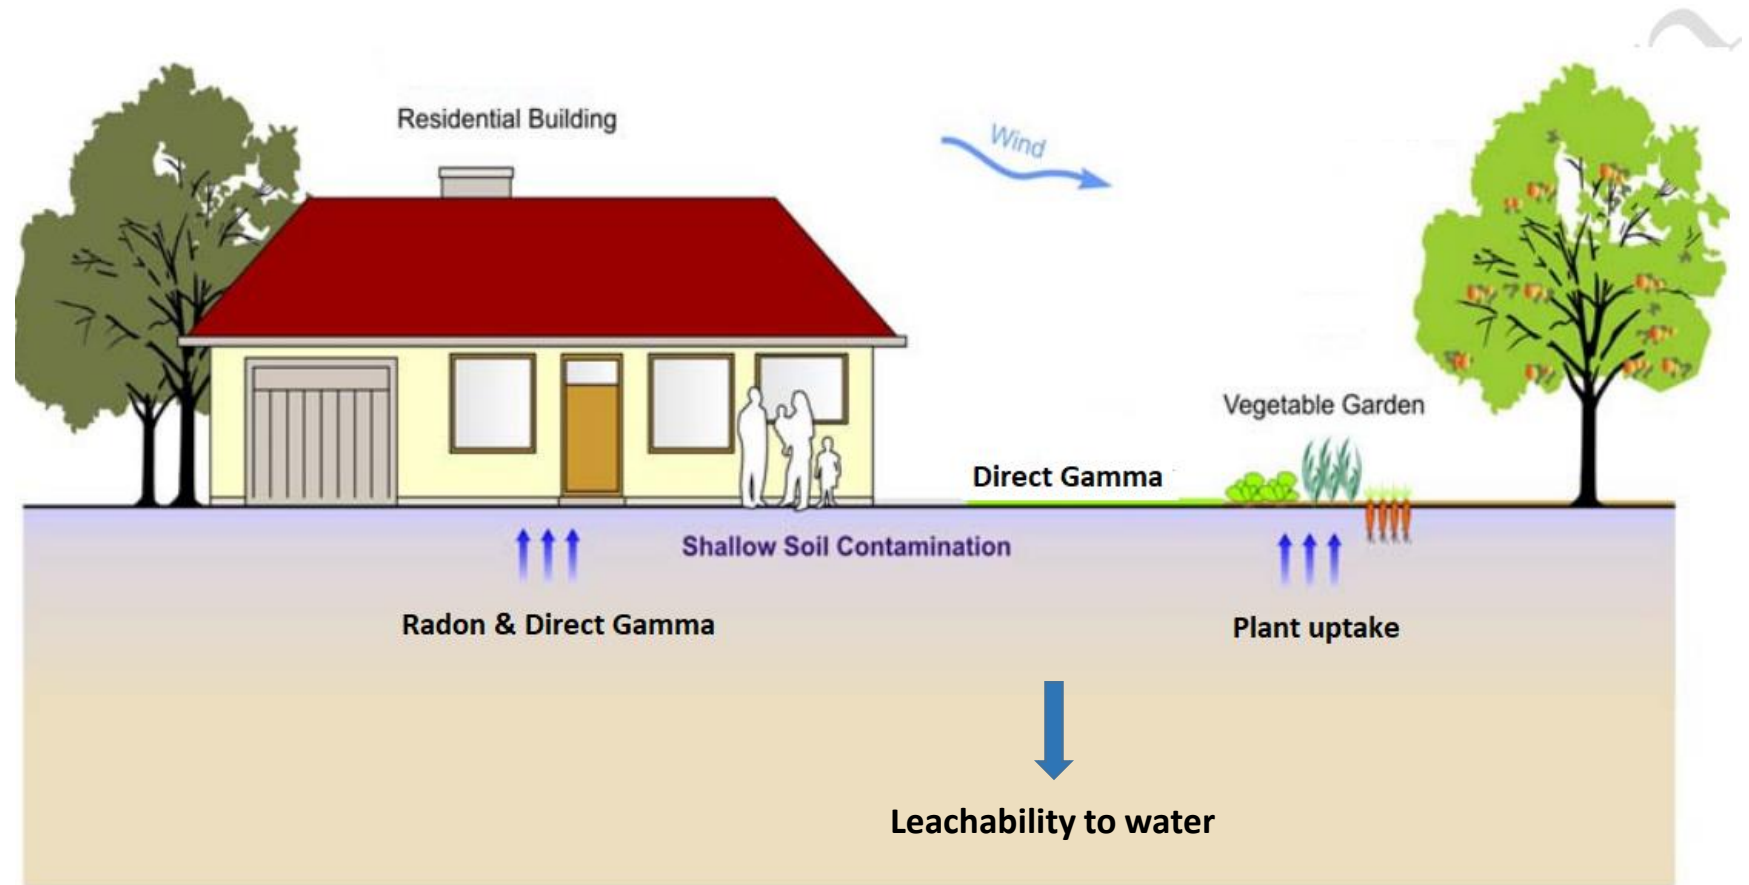 Residential Building
Wind
Vegetable Garden
Direct Gamma
Shallow Soil Contamination
Radon & Direct Gamma
Plant uptake
Leachability to water